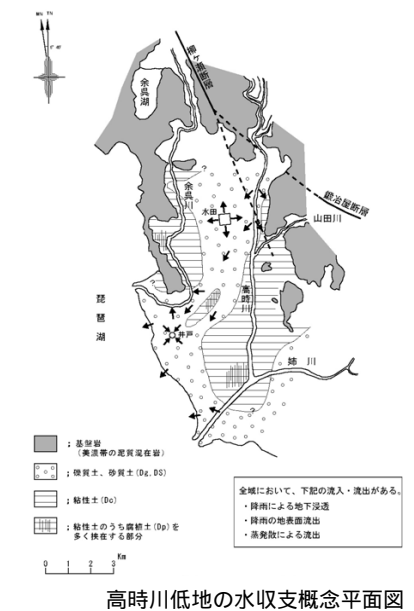 MN TN
6°40'
柳ヶ瀬断層
余呉湖
余呉川
水田
鍛冶屋断層
山田川
高時川
琵琶湖
井戸
姉川
?
?
;基盤岩
(美濃帯の泥質混在岩)
;礫質土、砂質土(Dg,DS)
;粘性土(Dc)
;粘性土のうち腐植土(Dp)を
多く挟在する部分
全域において、下記の流入・流出がある。
・降雨による地下浸透
・降雨の地表面流出
・蒸発散による流出
Km
0 1 2 3
高時川低地の水収支概念平面図